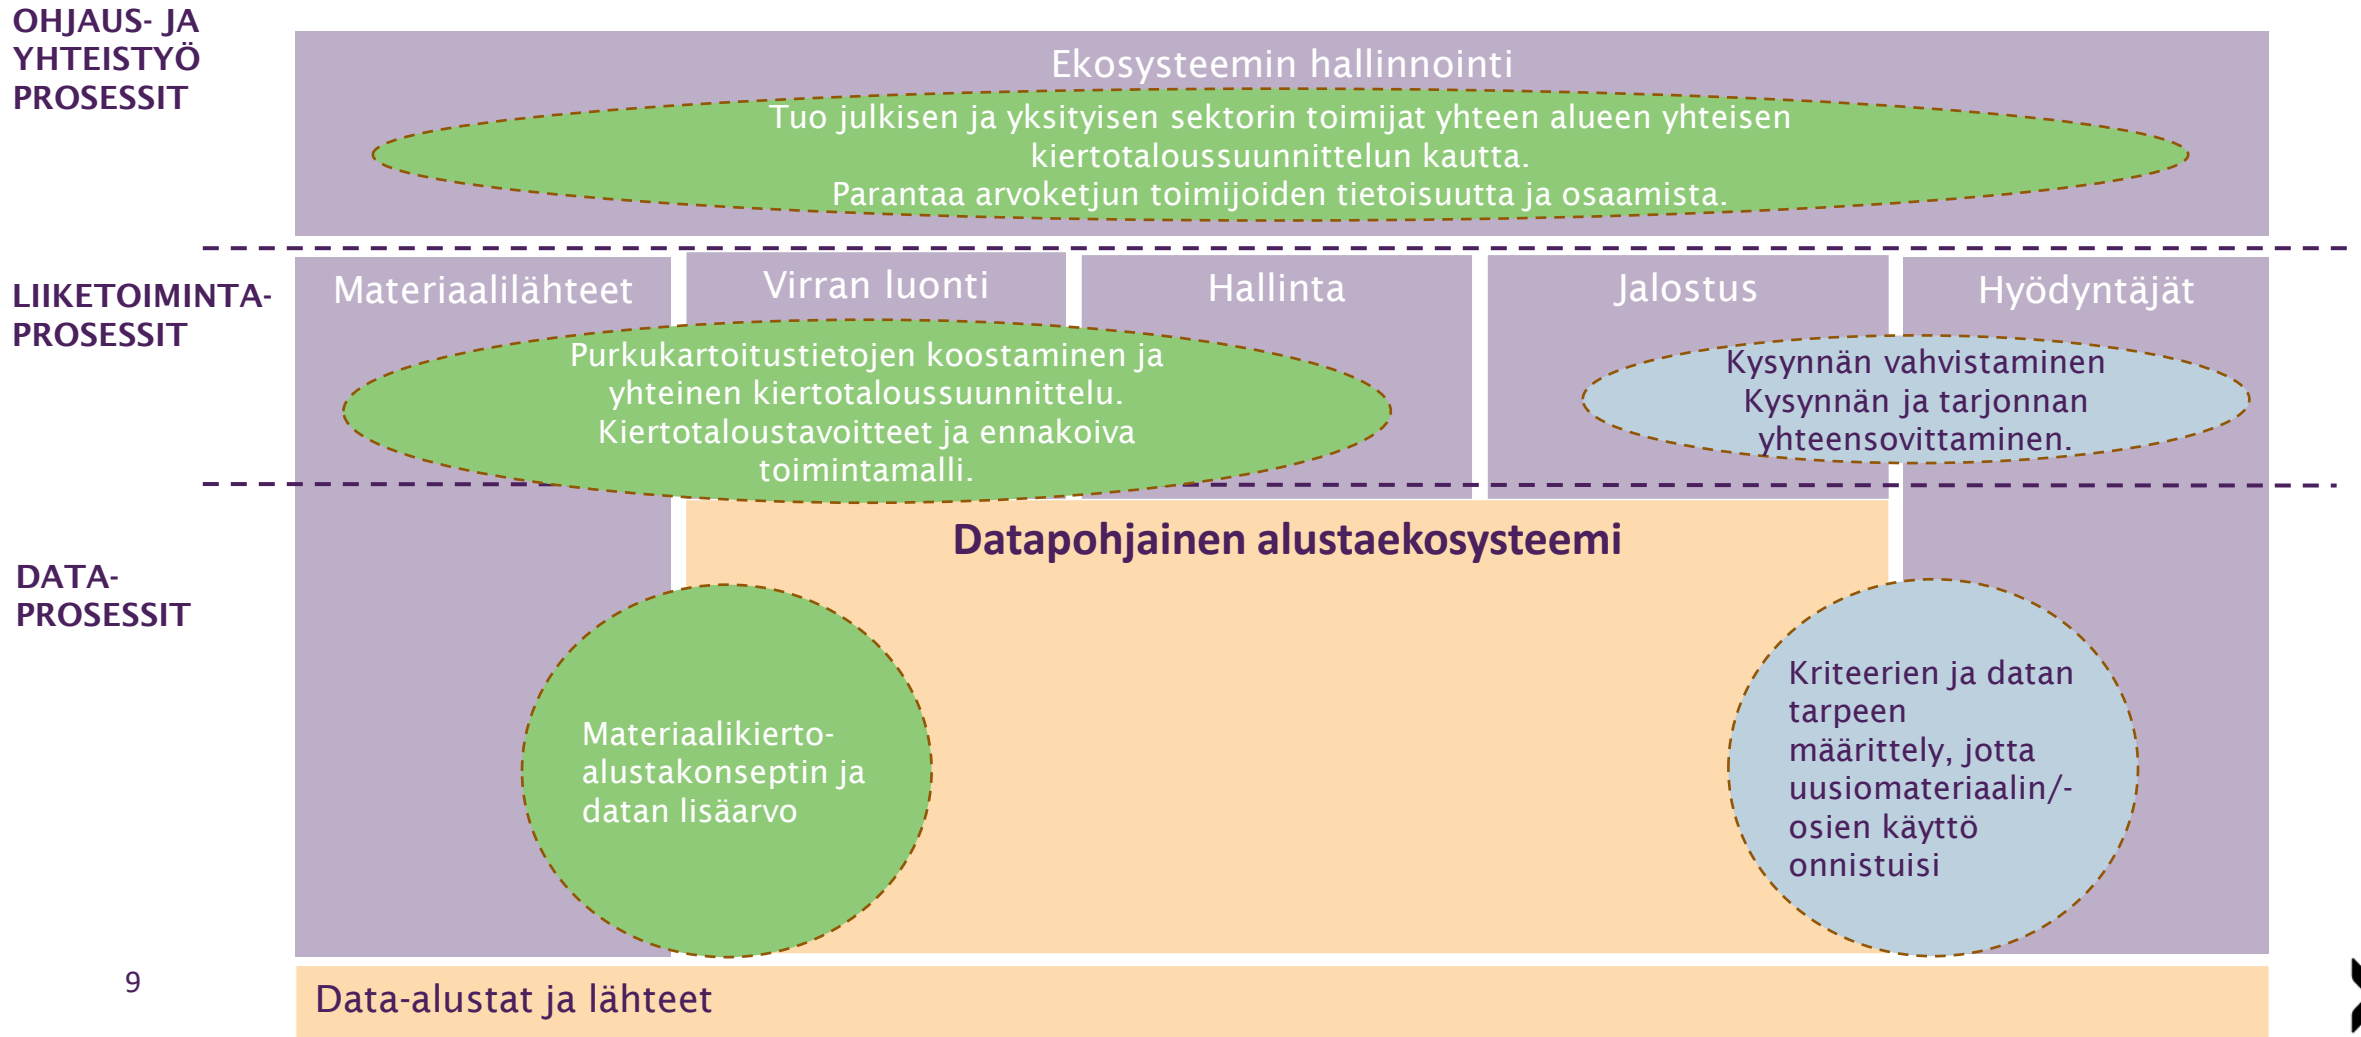 OHJAUS- JA
YHTEISTYÖ
PROSESSIT
Ekosysteemin hallinnointi
Tuo julkisen ja yksityisen sektorin toimijat yhteen alueen yhteisen
kiertotaloussuunnittelun kautta.
Parantaa arvoketjun toimijoiden tietoisuutta ja osaamista.
LIIKETOIMINTA-
PROSESSIT
Materiaalilähteet
Virran luonti
Hallinta
Jalostus
Hyödyntäjät
Purkukartoitustietojen koostaminen ja
yhteinen kiertotaloussuunnittelu.
Kiertotaloustavoitteet ja ennakoiva
toimintamalli.
Kysynnän vahvistaminen
Kysynnän ja tarjonnan
yhteensovittaminen.
DATA-
PROSESSIT
Datapohjainen alustaekosysteemi
Materiaalikierto-
alustakonseptin ja
datan lisäarvo
Kriteerien ja datan
tarpeen
määrittely, jotta
uusiomateriaalin/-
osien käyttö
onnistuisi
9
Data-alustat ja lähteet